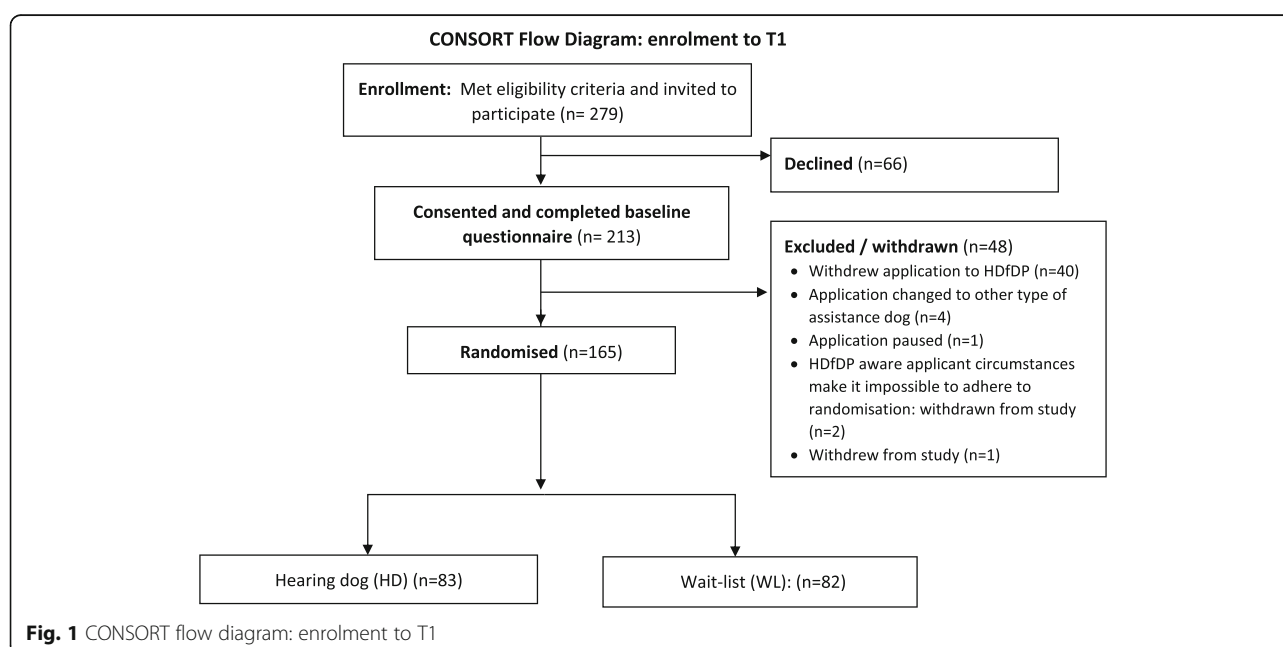 CONSORT Flow Diagram: enrolment to T1
Enrollment: Met eligibility criteria and invited to
participate (n= 279)
Declined (n=66)
Consented and completed baseline
questionnaire (n= 213)
Excluded / withdrawn (n=48)
• Withdrew application to HDfDP (n=40)
• Application changed to other type of
assistance dog (n=4)
• Application paused (n=1)
• HDfDP aware applicant circumstances
make it impossible to adhere to
randomisation: withdrawn from study
(n=2)
• Withdrew from study (n=1)
Randomised (n=165)
Hearing dog (HD) (n=83)
Wait-list (WL): (n=82)
Fig. 1 CONSORT flow diagram: enrolment to T1